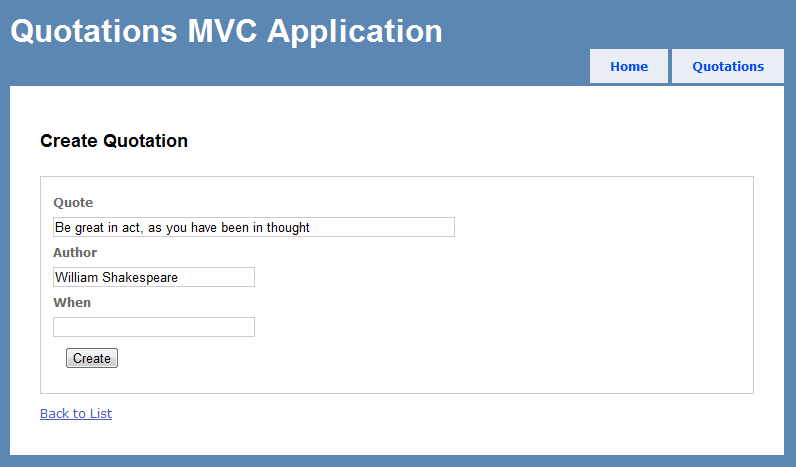 Quotations MVC Application
Home Quotations
Create Quotation
Quote
Be great in act, as you have been in thought
Author
William Shakespeare
When
Create
Back to List